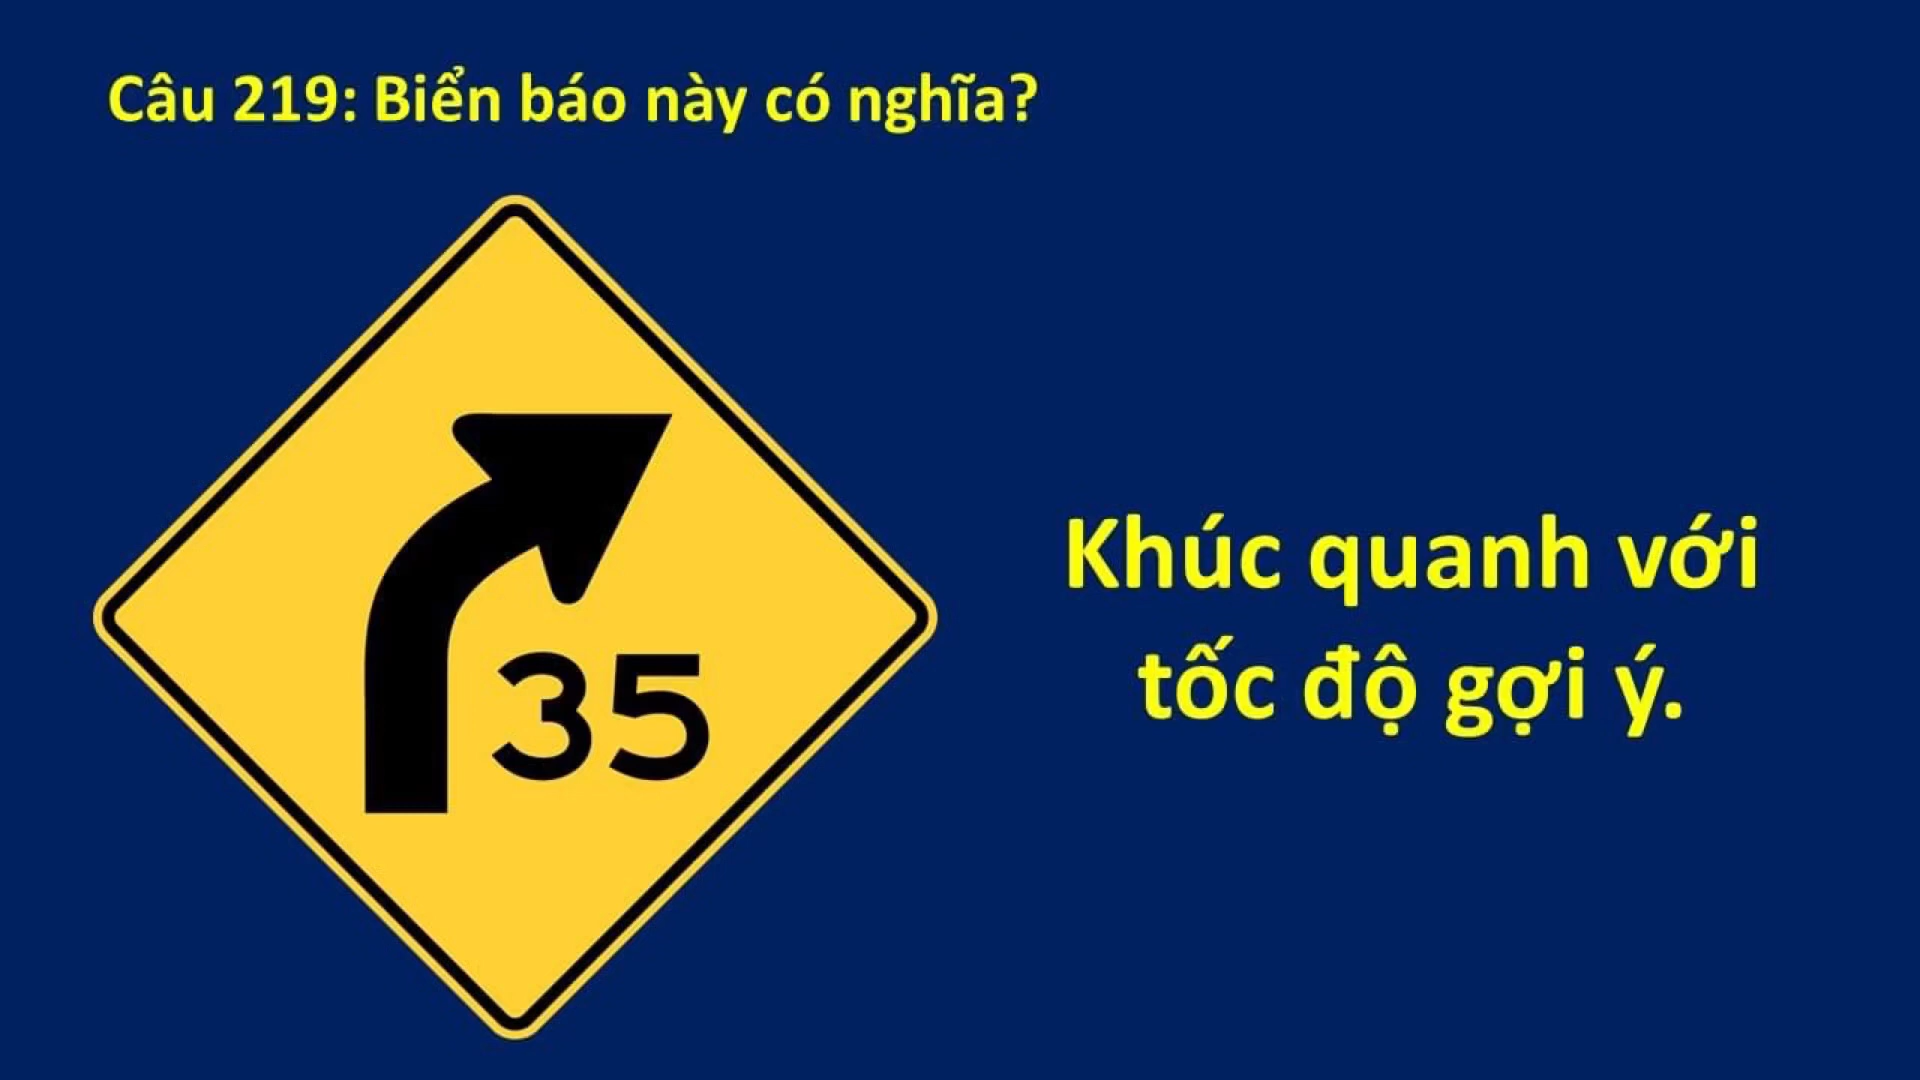 Câu 219: Biển báo này có nghĩa?
35
Khúc quanh với
tốc độ gợi ý.